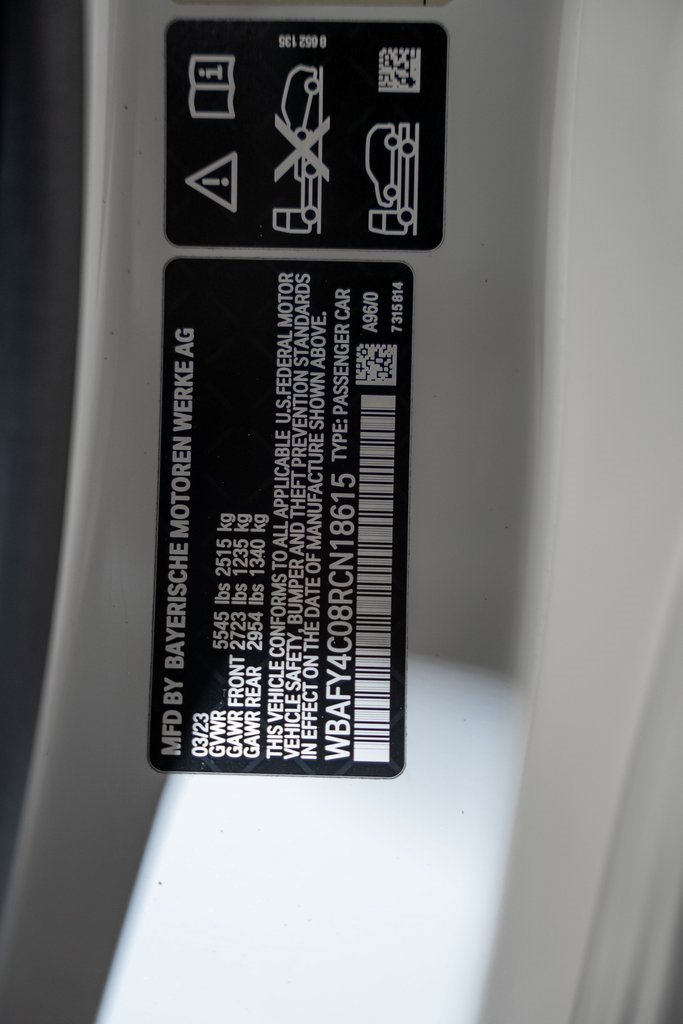 8 652 135
MFD BY BAYERISCHE MOTOREN WERKE AG
03/23
GVWR 5545 lbs 2515 kg
GAWR FRONT 2723 lbs 1235 kg
GAWR REAR 2954 lbs 1340 kg
THIS VEHICLE CONFORMS TO ALL APPLICABLE U.S.FEDERAL MOTOR
VEHICLE SAFETY, BUMPER AND THEFT PREVENTION STANDARDS
IN EFFECT ON THE DATE OF MANUFACTURE SHOWN ABOVE.
WBAFY4C08RCN18615 TYPE: PASSENGER CAR
A96/0
7 315 814